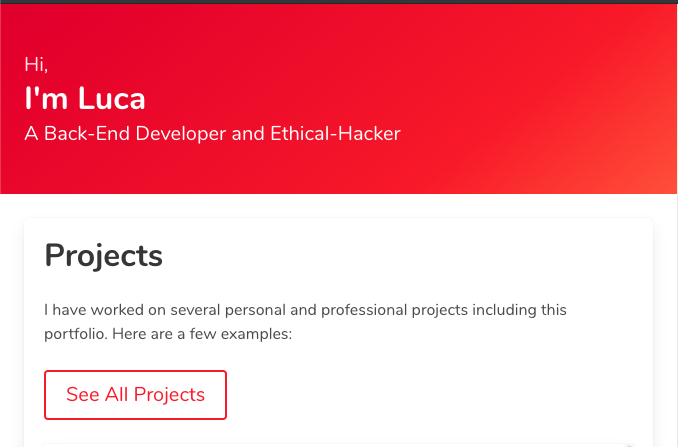 Hi,
I'm Luca
A Back-End Developer and Ethical-Hacker
Projects
I have worked on several personal and professional projects including this
portfolio. Here are a few examples:
See All Projects